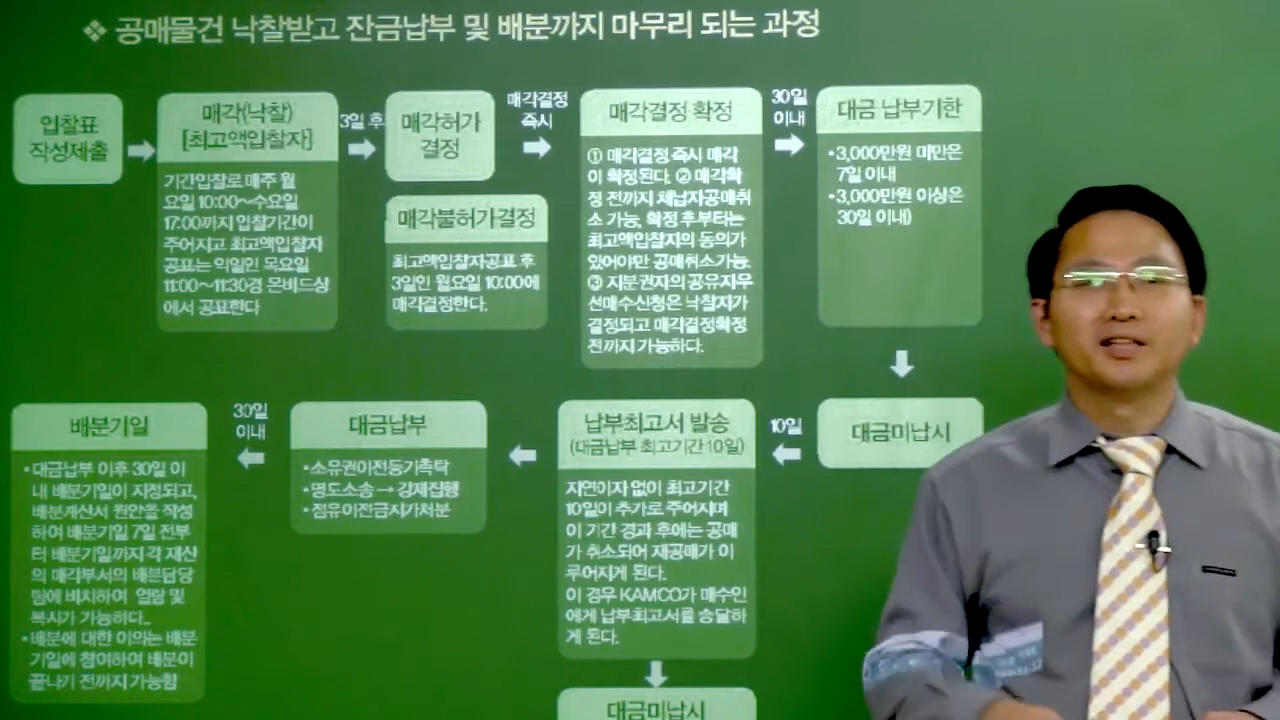 ❖ 공매물건 낙찰받고 잔금납부 및 배분까지 마무리 되는 과정
입찰표
작성제출
매각(낙찰)
[최고액입찰자]
기간입찰로 매주 월
요일 10:00~수요일
17:00까지 입찰기간이
주어지고 최고액입찰자
공표는 익일인 목요일
11:00~11:30경 온비드상
에서 공표한다
3일 후
매각허가
결정
매각불허가결정
최고액입찰자공표 후
3일인 월요일 10:00에
매각결정한다.
매각결정
즉시
매각결정 확정
① 매각결정 즉시 매각
이 확정된다. ② 매각확
정 전까지 체납자공매취
소 가능, 확정 후부터는
최고액입찰자의 동의가
있어야만 공매취소가능.
③ 지분권자의 공유자우
선매수신청은 낙찰자가
결정되고 매각결정확정
전까지 가능하다.
30일
이내
대금 납부기한
•3,000만원 미만은
7일 이내
•3,000만원 이상은
30일 이내)
대금미납시
10일
납부최고서 발송
(대금납부 최고기간 10일)
지연이자 없이 최고기간
10일이 추가로 주어지며
이 기간 경과 후에는 공매
가 취소되어 재공매가 이
루어지게 된다.
이 경우 KAMCO가 매수인
에게 납부최고서를 송달하
게 된다.
대금미납시
대금납부
•소유권이전등기촉탁
•명도소송→강제집행
•점유이전금지가처분
30일
이내
배분기일
•대금납부 이후 30일 이
내 배분기일이 지정되고,
배분계산서 원안을 작성
하여 배분기일 7일 전부
터 배분기일까지 각 재산
의 매각부서의 배분담당
팀에 비치하여 열람 및
복사가 가능하다..
•배분에 대한 이의는 배분
기일에 참여하여 배분이
끝나기 전까지 가능함